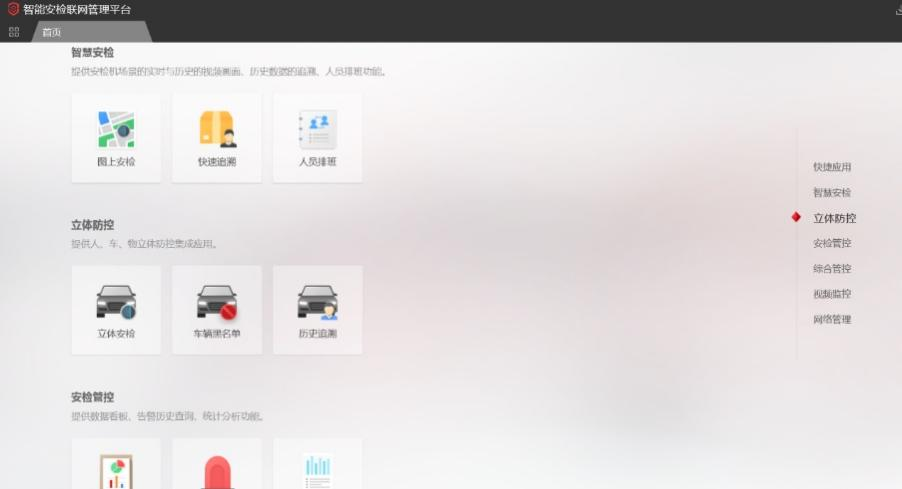 智能安检联网管理平台
首页
智慧安检
提供安检机场景的实时与历史的视频画面、历史数据的追溯、人员排班功能。
图上安检
快速追溯
人员排班
立体防控
提供人、车、物立体防控集成应用。
立体安检
车辆黑名单
历史追溯
安检管控
提供数据看板、告警历史查询、统计分析功能。
快捷应用
智慧安检
立体防控
安检管控
综合管控
视频监控
网络管理